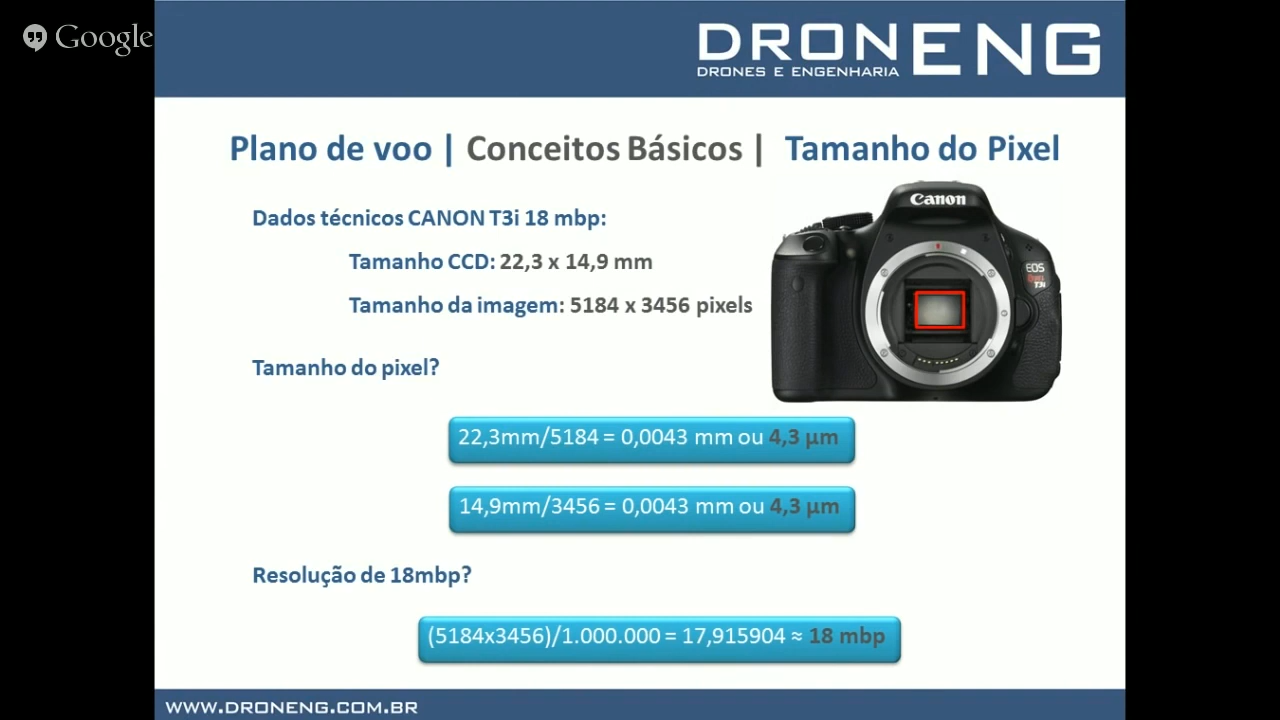 Google
DRONENG
DRONES E ENGENHARIA
Plano de voo | Conceitos Básicos | Tamanho do Pixel
Dados técnicos CANON T3i 18 mbp:
Tamanho CCD: 22,3 x 14,9 mm
Tamanho da imagem: 5184 x 3456 pixels
Canon
EOS
T3i
Tamanho do pixel?
22,3mm/5184 = 0,0043 mm ou 4,3 µm
14,9mm/3456 = 0,0043 mm ou 4,3 µm
Resolução de 18mbp?
(5184x3456)/1.000.000 = 17,915904 ≈ 18 mbp
WWW.DRONENG.COM.BR